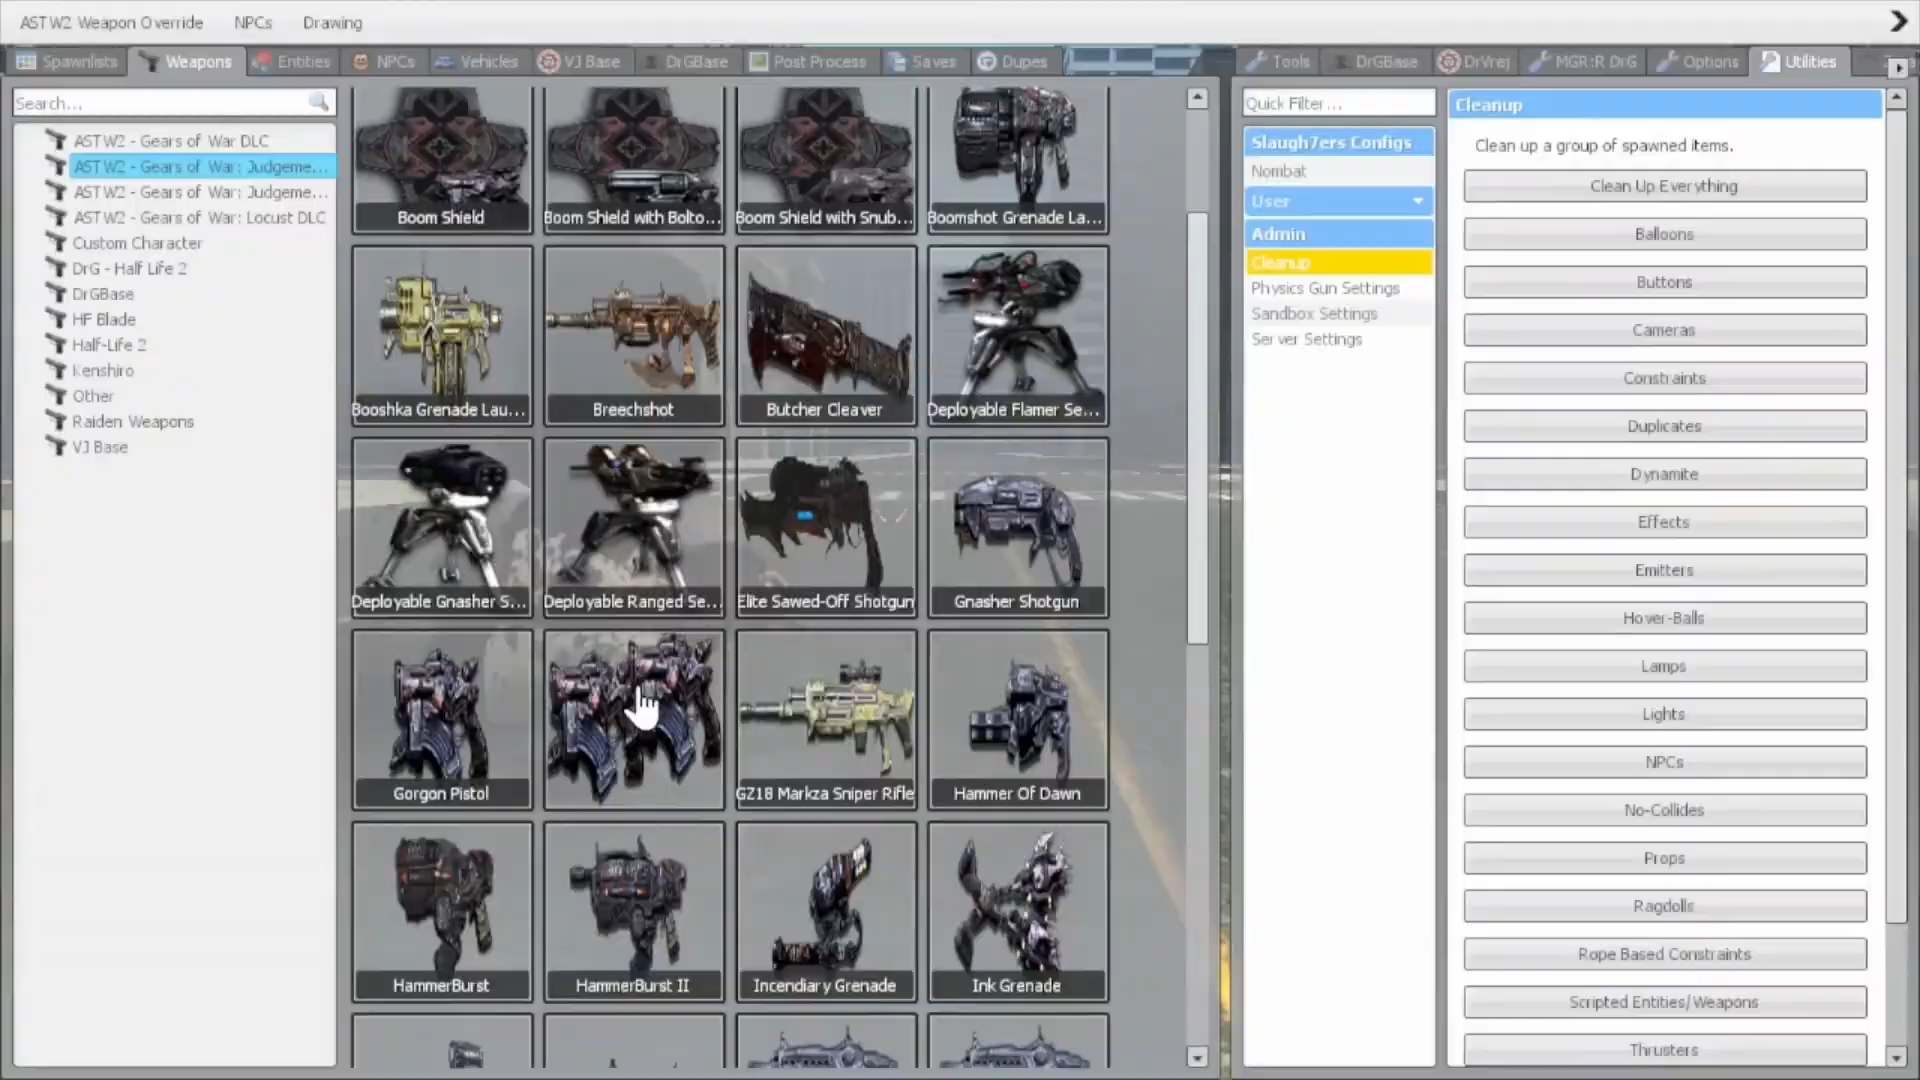 ASTW2 Weapon Override NPCs Drawing
Spawnlists Weapons Entities NPCs Vehicles VJ Base DrGBase Post Process Saves Dupes
Tools DrGBase DrVrej MGR:R DrG Options Utilities
Search...
ASTW2 - Gears of War DLC
ASTW2 - Gears of War: Judgeme...
ASTW2 - Gears of War: Judgeme...
ASTW2 - Gears of War: Locust DLC
Custom Character
DrG - Half Life 2
DrGBase
HF Blade
Half-Life 2
Kenshiro
Other
Raiden Weapons
VJ Base
Boom Shield
Boom Shield with Bolto...
Boom Shield with Snub...
Boomshot Grenade La...
Booshka Grenade Lau...
Breechshot
Butcher Cleaver
Deployable Flamer Se...
Deployable Gnasher S...
Deployable Ranged Se...
Elite Sawed-Off Shotgun
Gnasher Shotgun
Gorgon Pistol
GZ18 Markza Sniper Rifle
Hammer Of Dawn
HammerBurst
HammerBurst II
Incendiary Grenade
Ink Grenade
Quick Filter...
Slaugh7ers Configs
Nombat
User
Admin
Cleanup
Physics Gun Settings
Sandbox Settings
Server Settings
Cleanup
Clean up a group of spawned items.
Clean Up Everything
Balloons
Buttons
Cameras
Constraints
Duplicates
Dynamite
Effects
Emitters
Hover-Balls
Lamps
Lights
NPCs
No-Collides
Props
Ragdolls
Rope Based Constraints
Scripted Entities/Weapons
Thrusters